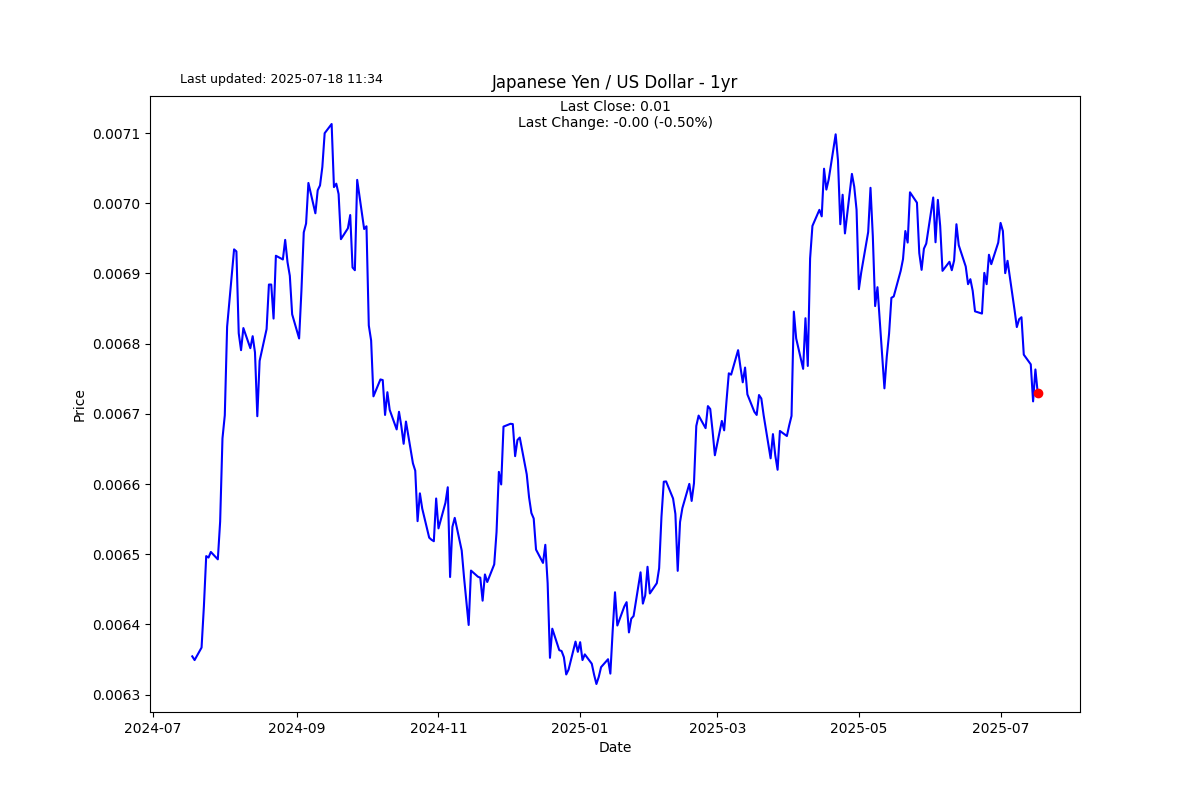 Last updated: 2025-07-18 11:34
Japanese Yen / US Dollar - 1yr
Last Close: 0.01
Last Change: -0.00 (-0.50%)
Price
0.0071
0.0070
0.0069
0.0068
0.0067
0.0066
0.0065
0.0064
0.0063
2024-07 2024-09 2024-11 2025-01 2025-03 2025-05 2025-07
Date